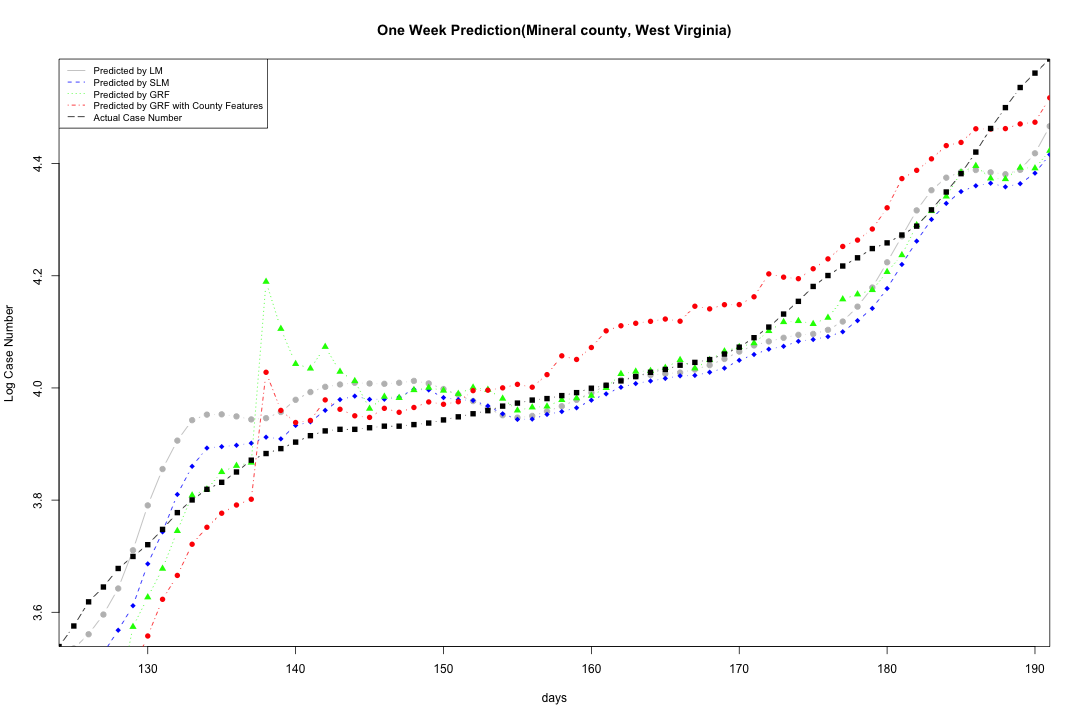 One Week Prediction(Mineral county, West Virginia)
Predicted by LM
Predicted by SLM
Predicted by GRF
Predicted by GRF with County Features
Actual Case Number
Log Case Number
4.4
4.2
4.0
3.8
3.6
130 140 150 160 170 180 190
days